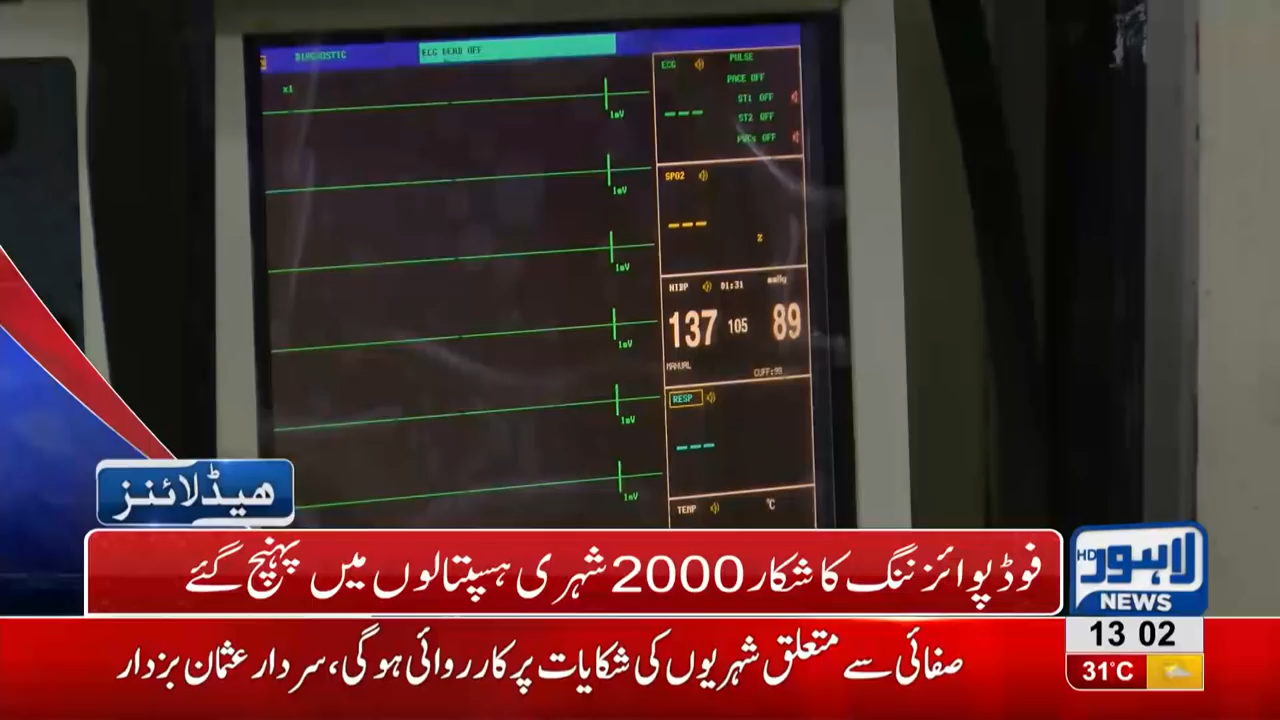 DIAGNOSTIC
ECG LEAD OFF
x1
1mV
1mV
1mV
1mV
1mV
1mV
ECG
PULSE
PACE OFF
ST1 OFF
ST2 OFF
PVCs OFF
---
SPO2
---
NIBP 01:31 mmHg
137 105 89
MANUAL CUFF:
RESP
---
TEMP °C
ھیڈلائنز
فوڈ پوائزننگ کا شکار 2000 شہری ہسپتالوں میں پہنچ گئے
لاہور HD
NEWS
13 02
31°C
صفائی سے متعلق شہریوں کی شکایات پر کارروائی ہوگی، سردار عثمان بزدار